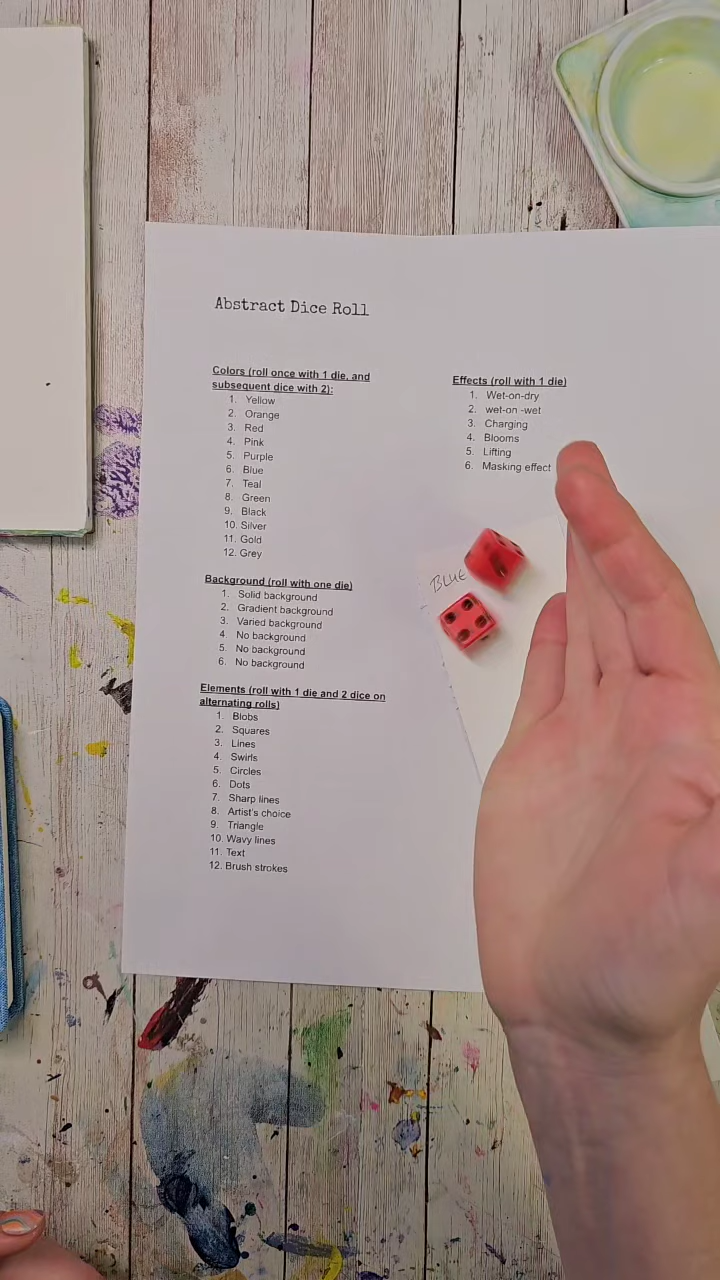 Abstract Dice Roll
Colors (roll once with 1 die, and
subsequent dice with 2):
1. Yellow
2. Orange
3. Red
4. Pink
5. Purple
6. Blue
7. Teal
8. Green
9. Black
10. Silver
11. Gold
12. Grey
Background (roll with one die)
1. Solid background
2. Gradient background
3. Varied background
4. No background
5. No background
6. No background
Elements (roll with 1 die and 2 dice on
alternating rolls)
1. Blobs
2. Squares
3. Lines
4. Swirls
5. Circles
6. Dots
7. Sharp lines
8. Artist's choice
9. Triangle
10. Wavy lines
11. Text
12. Brush strokes
Effects (roll with 1 die)
1. Wet-on-dry
2. wet-on -wet
3. Charging
4. Blooms
5. Lifting
6. Masking effect
BLUE